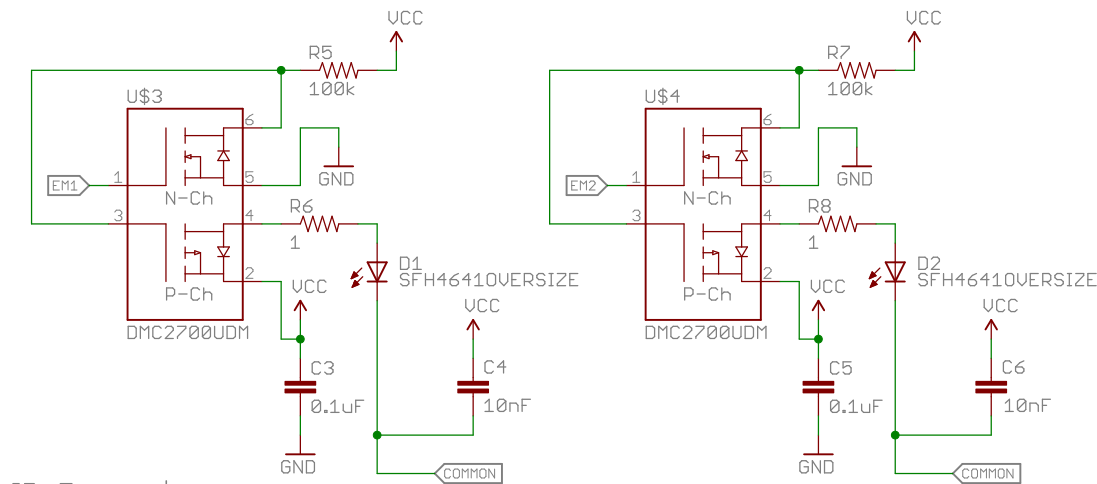 VCC
R5
100k
U$3
6
EM1
1
5
GND
N-Ch
3
4
R6
1
D1
SFH4641OVERSIZE
2
P-Ch
VCC
VCC
DMC2700UDM
C3
0.1uF
C4
10nF
GND
COMMON
VCC
R7
100k
U$4
6
EM2
1
5
GND
N-Ch
3
4
R8
1
D2
SFH4641OVERSIZE
2
P-Ch
VCC
VCC
DMC2700UDM
C5
0.1uF
C6
10nF
GND
COMMON